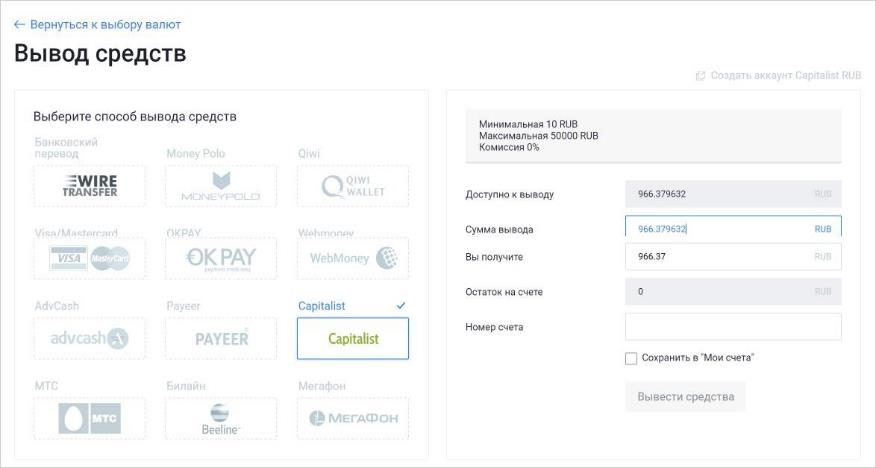 Вернуться к выбору валют
Вывод средств
Создать аккаунт Capitalist RUB
Выберите способ вывода средств
Банковский
перевод
Money Polo
Qiwi
WIRE
TRANSFER
MONEYPOLO
QIWI
WALLET
Visa/Mastercard
OKPAY
Webmoney
VISA
MasterCard
OKPAY
WebMoney
AdvCash
Payeer
Capitalist
advcash
PAYEER
Capitalist
МТС
Билайн
Мегафон
МТС
Beeline
МЕГАФОН
Минимальная 10 RUB
Максимальная 50000 RUB
Комиссия 0%
Доступно к выводу
966.379632
RUB
Сумма вывода
966.379632
RUB
Вы получите
966.37
RUB
Остаток на счете
0
RUB
Номер счета
Сохранить в "Мои счета"
Вывести средства